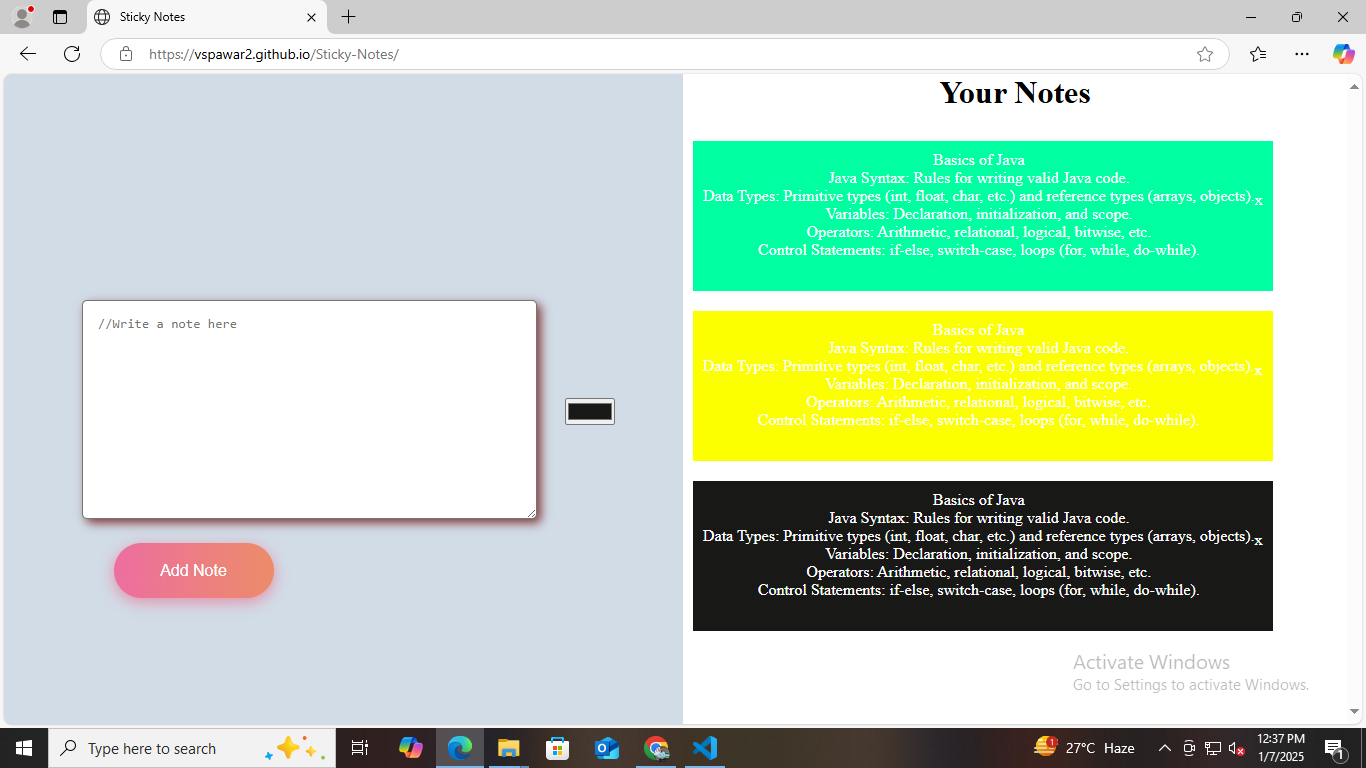 Sticky Notes
https://vspawar2.github.io/Sticky-Notes/
//Write a note here
Add Note
Your Notes
Basics of Java
Java Syntax: Rules for writing valid Java code.
Data Types: Primitive types (int, float, char, etc.) and reference types (arrays, objects). x
Variables: Declaration, initialization, and scope.
Operators: Arithmetic, relational, logical, bitwise, etc.
Control Statements: if-else, switch-case, loops (for, while, do-while).
Basics of Java
Java Syntax: Rules for writing valid Java code.
Data Types: Primitive types (int, float, char, etc.) and reference types (arrays, objects). x
Variables: Declaration, initialization, and scope.
Operators: Arithmetic, relational, logical, bitwise, etc.
Control Statements: if-else, switch-case, loops (for, while, do-while).
Basics of Java
Java Syntax: Rules for writing valid Java code.
Data Types: Primitive types (int, float, char, etc.) and reference types (arrays, objects). x
Variables: Declaration, initialization, and scope.
Operators: Arithmetic, relational, logical, bitwise, etc.
Control Statements: if-else, switch-case, loops (for, while, do-while).
Activate Windows
Go to Settings to activate Windows.
Type here to search
1
27°C Haze
12:37 PM
1/7/2025
1